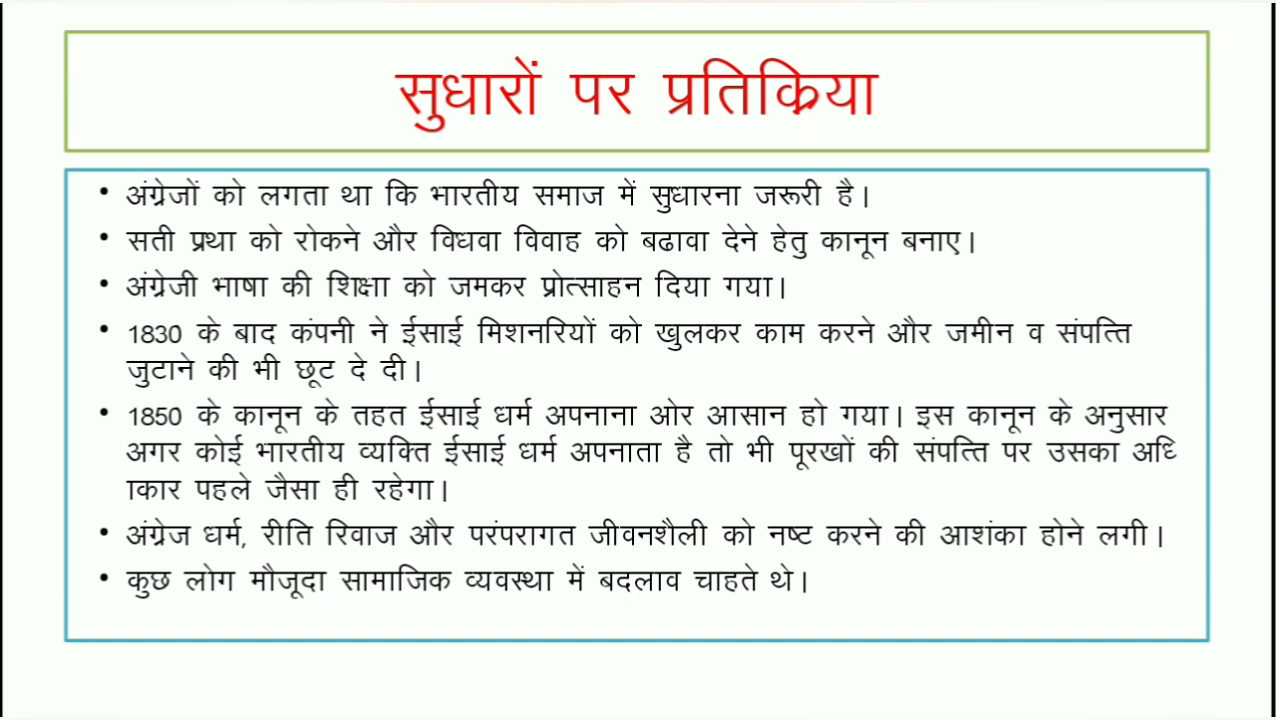 सुधारों पर प्रतिक्रिया
• अंग्रेजों को लगता था कि भारतीय समाज में सुधारना जरूरी है।
• सती प्रथा को रोकने और विधवा विवाह को बढावा देने हेतु कानून बनाए।
• अंग्रेजी भाषा की शिक्षा को जमकर प्रोत्साहन दिया गया।
• 1830 के बाद कंपनी ने ईसाई मिशनरियों को खुलकर काम करने और जमीन व संपत्ति
जुटाने की भी छूट दे दी।
• 1850 के कानून के तहत ईसाई धर्म अपनाना ओर आसान हो गया। इस कानून के अनुसार
अगर कोई भारतीय व्यक्ति ईसाई धर्म अपनाता है तो भी पूरखों की संपत्ति पर उसका अधि
ाकार पहले जैसा ही रहेगा।
• अंग्रेज धर्म, रीति रिवाज और परंपरागत जीवनशैली को नष्ट करने की आशंका होने लगी।
• कुछ लोग मौजूदा सामाजिक व्यवस्था में बदलाव चाहते थे।